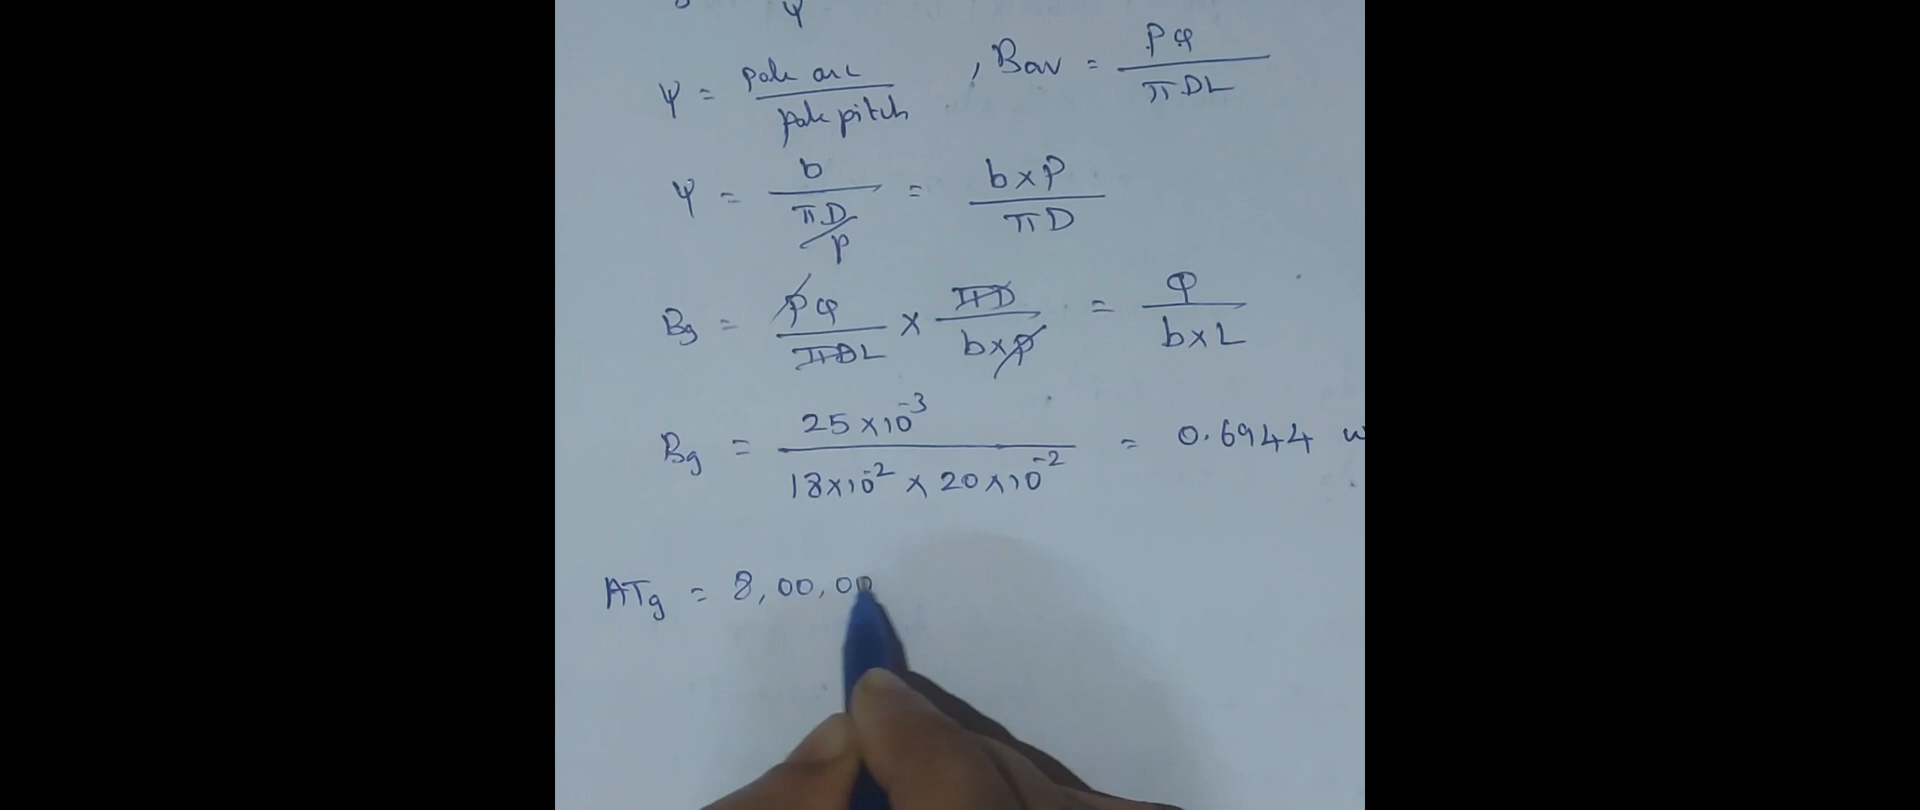 ψ
ψ = pole arc / pole pitch , Bav = Pφ / πDL
ψ = b / πD/P = b×P / πD
Bg = Pφ / πDL × πD / b×P = φ / b×L
Bg = 25×10⁻³ / 18×10⁻² × 20×10⁻² = 0.6944 w
ATg = 8,00,00